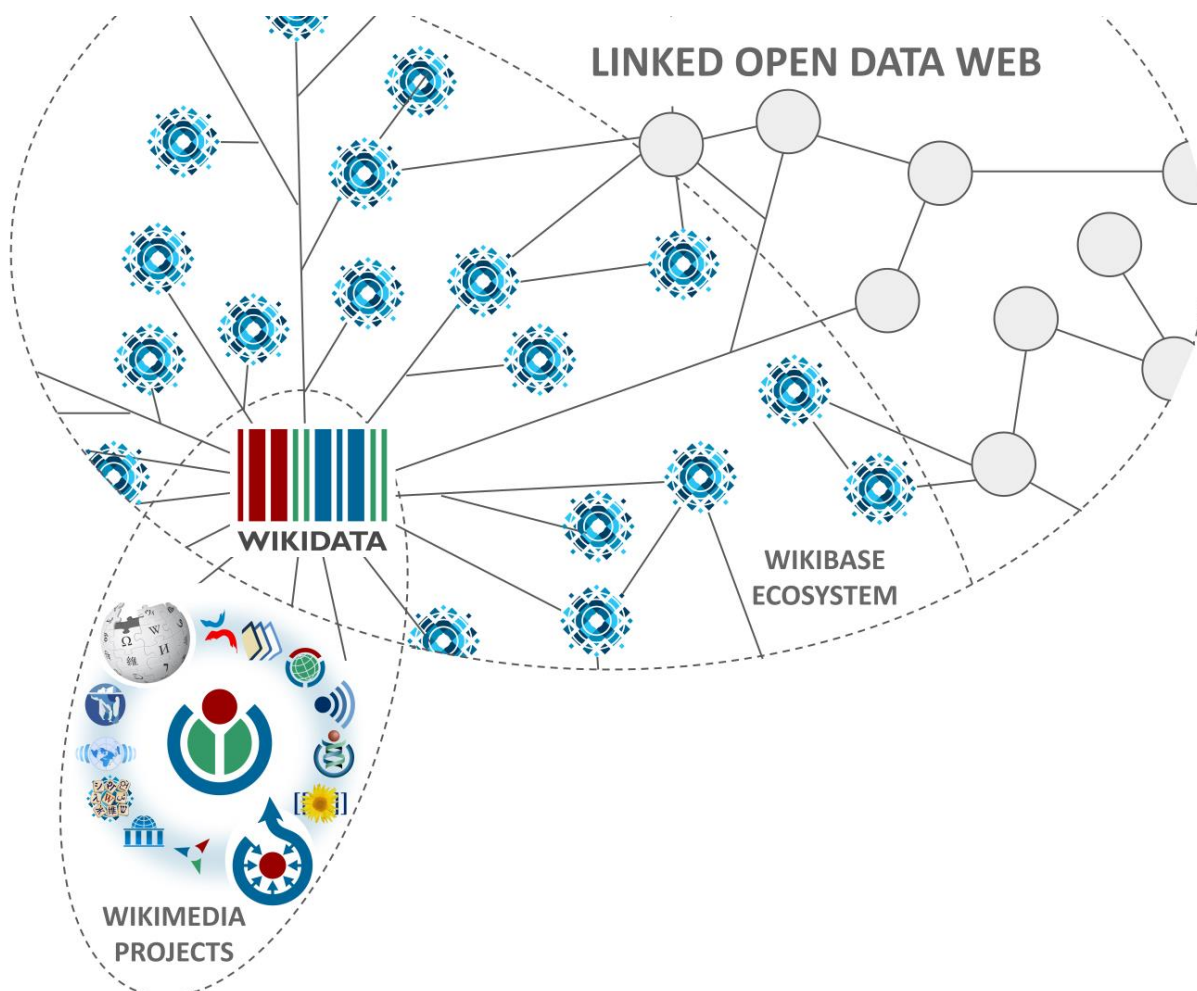 LINKED OPEN DATA WEB
WIKIDATA
WIKIBASE
ECOSYSTEM
WIKIMEDIA
PROJECTS